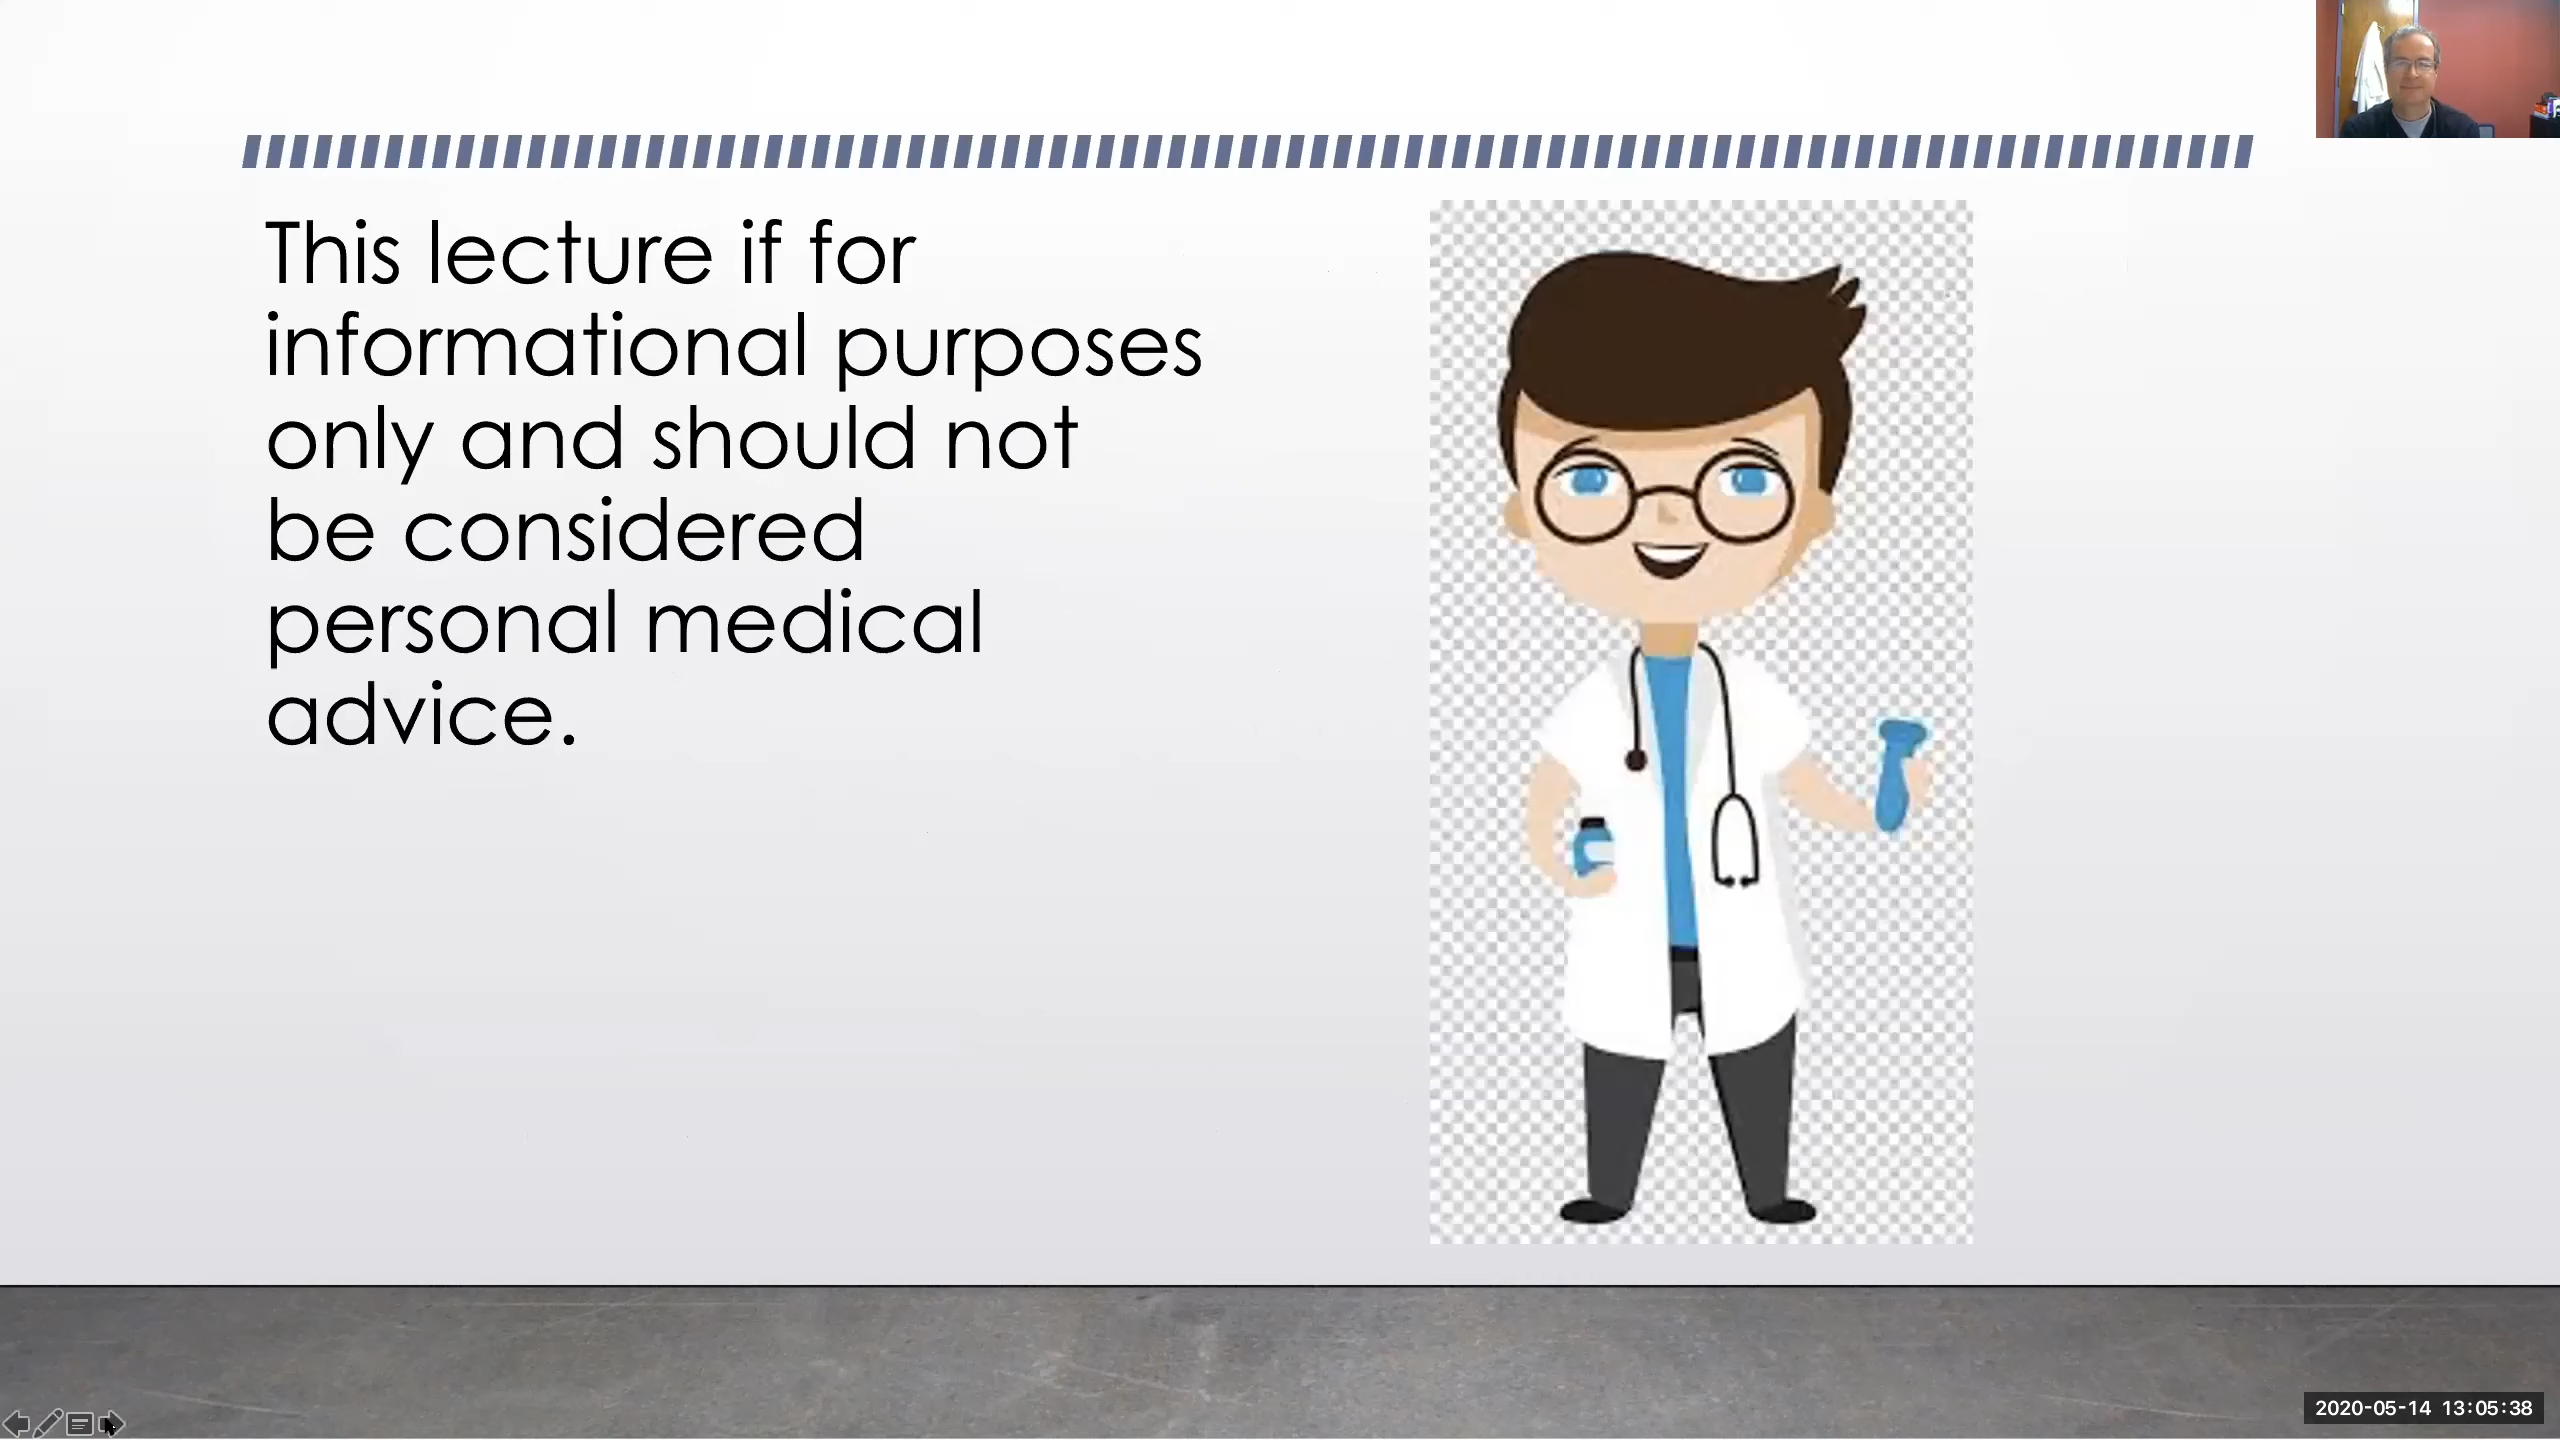 This lecture if for
informational purposes
only and should not
be considered
personal medical
advice.
2020-05-14 13:05:38